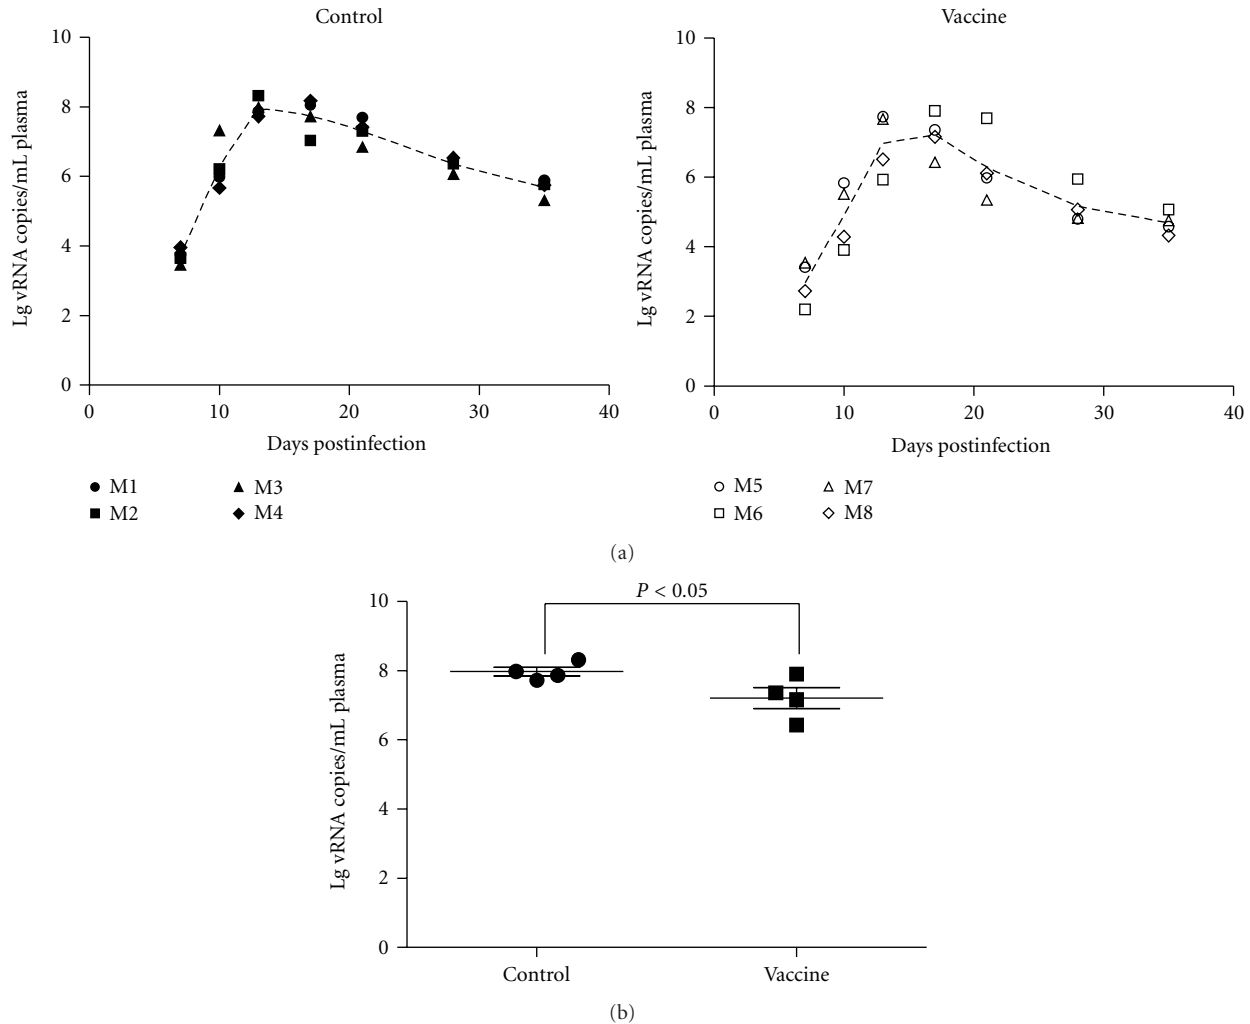 Control
Vaccine
10
8
6
4
2
0
Lg vRNA copies/mL plasma
0
10
20
30
40
Days postinfection
10
8
6
4
2
0
Lg vRNA copies/mL plasma
0
10
20
30
40
Days postinfection
M1
M3
M2
M4
M5
M7
M6
M8
(a)
P < 0.05
10
8
6
4
2
0
Lg vRNA copies/mL plasma
Control
Vaccine
(b)